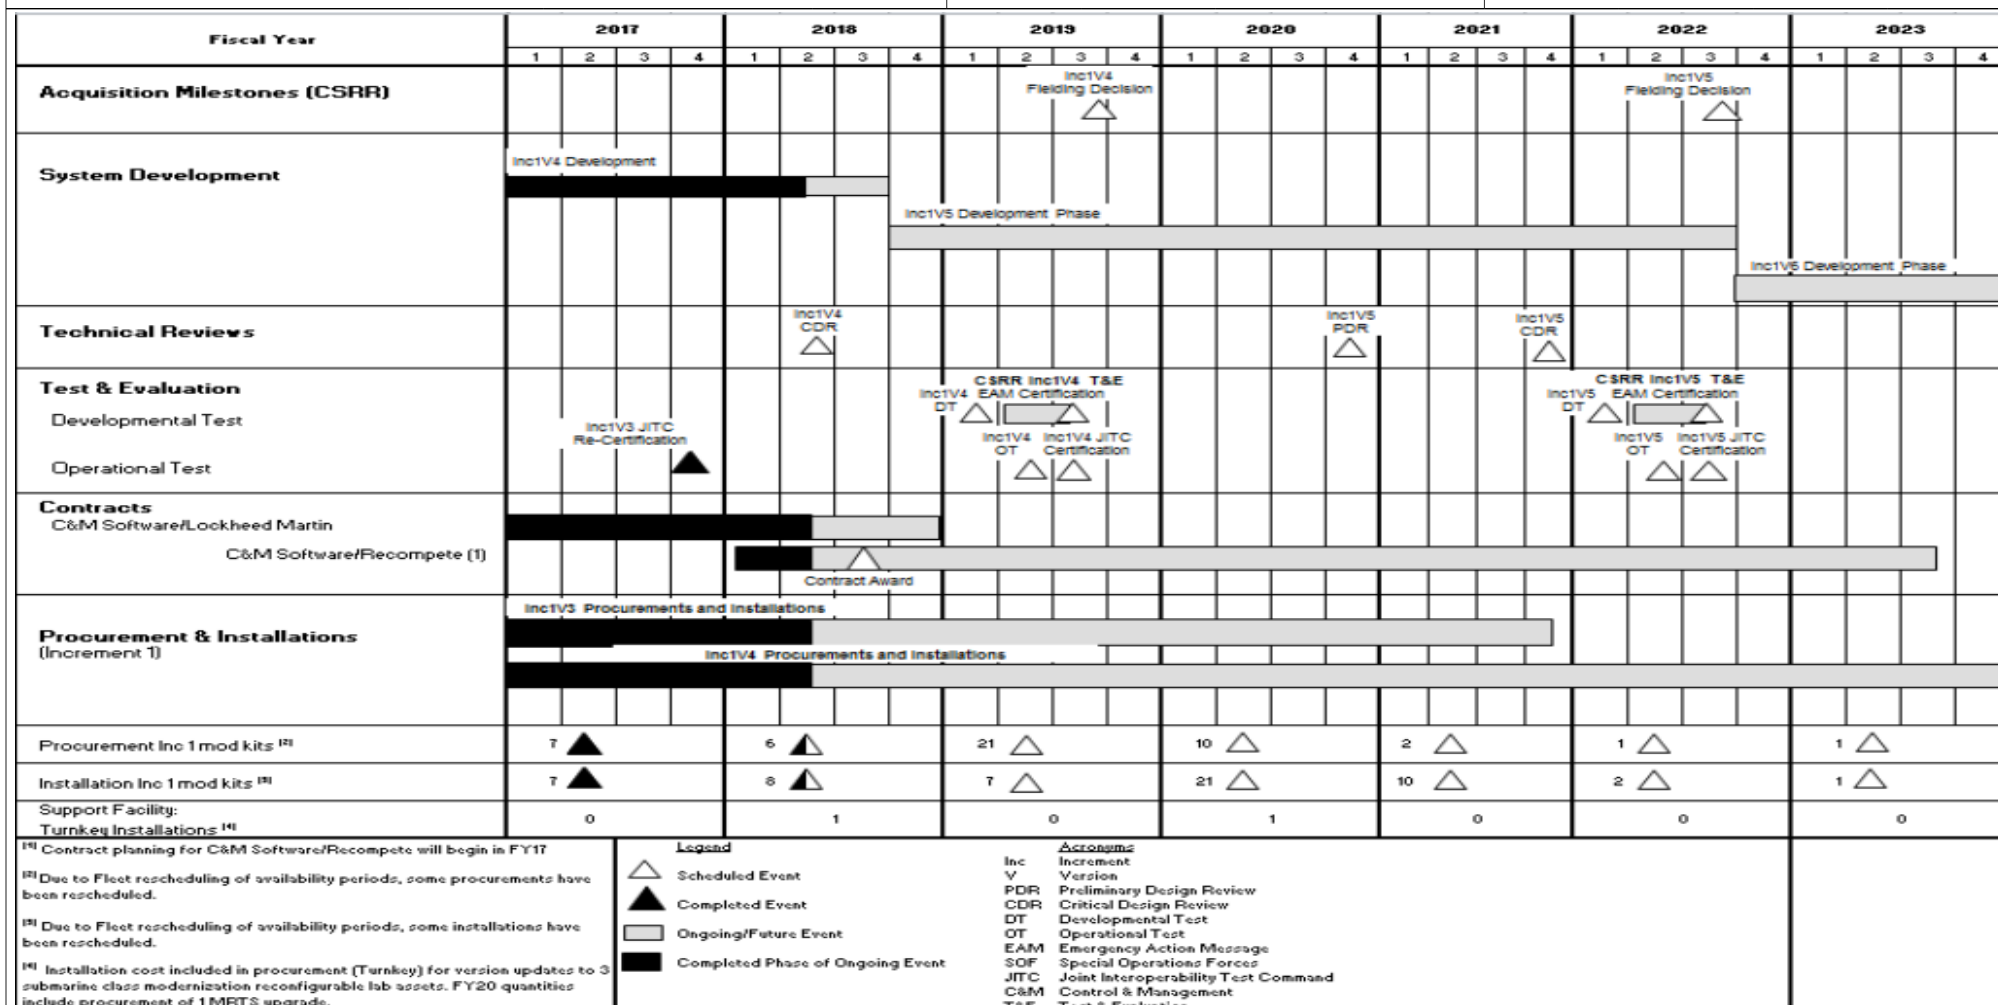 Fiscal Year 2017 2018 2019 2020 2021 2022 2023
1 2 3 4 1 2 3 4 1 2 3 4 1 2 3 4 1 2 3 4 1 2 3 4 1 2 3 4
Acquisition Milestones (CSRR)
Inc1V4
Fielding Decision
Inc1V5
Fielding Decision
System Development
Inc1V4 Development
Inc1V5 Development Phase
Inc1V6 Development Phase
Technical Reviews
Inc1V4
CDR
Inc1V5
PDR
Inc1V5
CDR
Test & Evaluation
Developmental Test
Operational Test
Inc1V3 JITC
Re-Certification
Inc1V4
DT
CSRR Inc1V4 T&E
EAM Certification
Inc1V4
OT
Inc1V4 JITC
Certification
Inc1V5
DT
CSRR Inc1V5 T&E
EAM Certification
Inc1V5
OT
Inc1V5 JITC
Certification
Contracts
C&M Software/Lockheed Martin
C&M Software/Recompete (1)
Contract Award
Procurement & Installations
(Increment 1)
Inc1V3 Procurements and Installations
Inc1V4 Procurements and Installations
Procurement Inc 1 mod kits [2] 7 6 21 10 2 1 1
Installation Inc 1 mod kits [3] 7 8 7 21 10 2 1
Support Facility:
Turnkey Installations [4] 0 1 0 1 0 0 0
[1] Contract planning for C&M Software/Recompete will begin in FY17
[2] Due to Fleet rescheduling of availability periods, some procurements have
been rescheduled.
[3] Due to Fleet rescheduling of availability periods, some installations have
been rescheduled.
[4] Installation cost included in procurement (Turnkey) for version updates to 3
submarine class modernization reconfigurable lab assets. FY20 quantities
include procurement of 1 MRTS upgrade.
Legend
Scheduled Event
Completed Event
Ongoing/Future Event
Completed Phase of Ongoing Event
Acronyms
Inc Increment
V Version
PDR Preliminary Design Review
CDR Critical Design Review
DT Developmental Test
OT Operational Test
EAM Emergency Action Message
SOF Special Operations Forces
JITC Joint Interoperability Test Command
C&M Control & Management
T&E Test & Evaluation